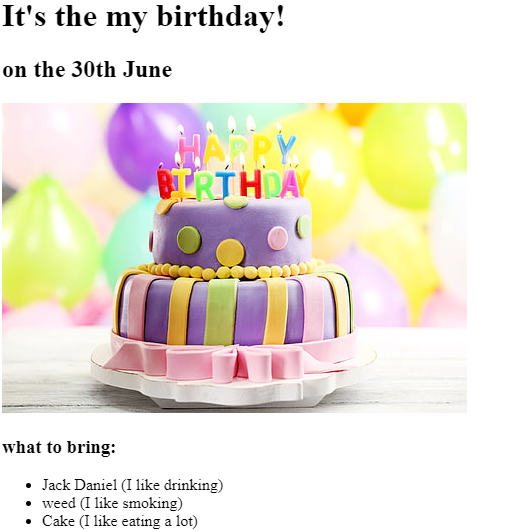 It's the my birthday!
on the 30th June
HAPPY
BIRTHDAY
what to bring:
Jack Daniel (I like drinking)
weed (I like smoking)
Cake (I like eating a lot)